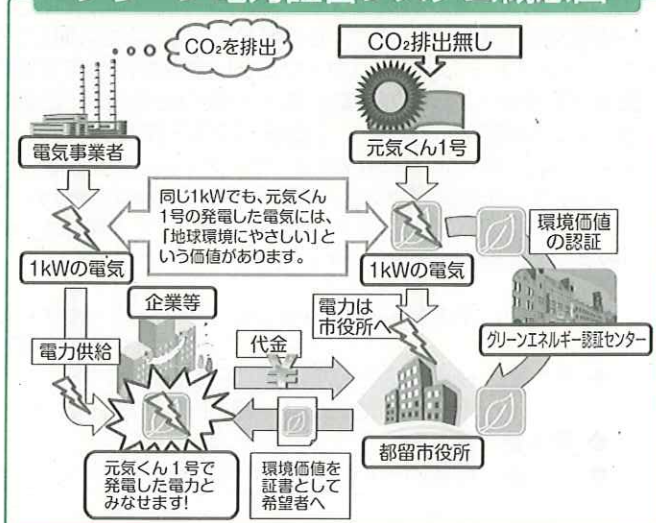 CO₂を排出
CO₂排出無し
電気事業者
元気くん1号
同じ1kWでも、元気くん
1号の発電した電気には、
「地球環境にやさしい」と
いう価値があります。
1kWの電気
1kWの電気
環境価値
の認証
グリーンエネルギー認証センター
企業等
電力は
市役所へ
電力供給
代金
¥
都留市役所
元気くん1号で
発電した電力と
みなせます!
環境価値を
証書として
希望者へ